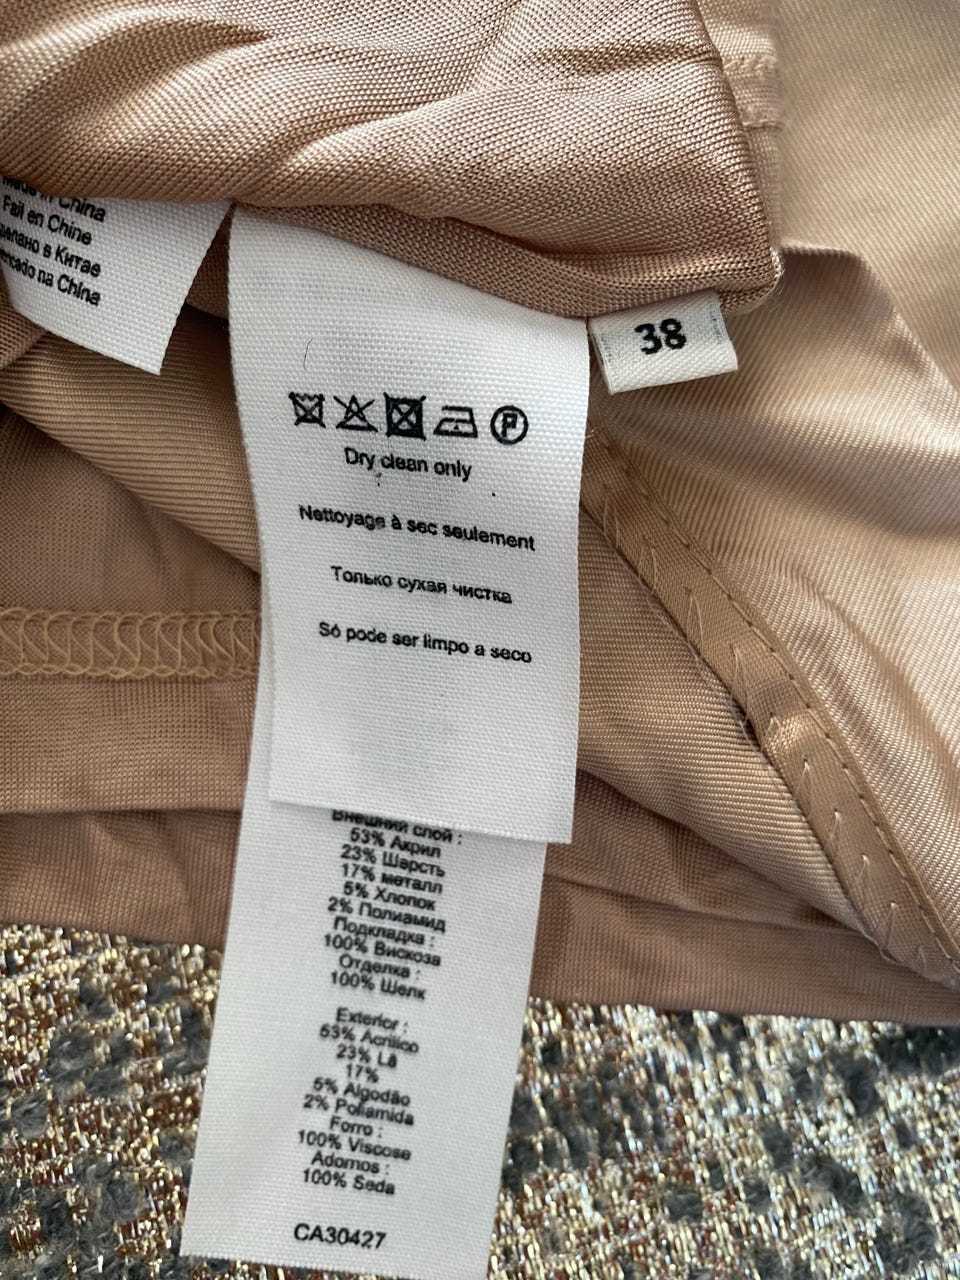 Made in China
Fait en Chine
делано в Китае
ricado na China
38
P
Dry clean only
Nettoyage à sec seulement
Только сухая чистка
Só pode ser limpo a seco
Внешний слой :
53% Акрил
23% Шерсть
17% металл
5% Хлопок
2% Полиамид
Подкладка :
100% Вискоза
Отделка :
100% Шелк
Exterior :
53% Acrílico
23% Lã
17%
5% Algodão
2% Poliamida
Forro :
100% Viscose
Adornos :
100% Seda
CA30427